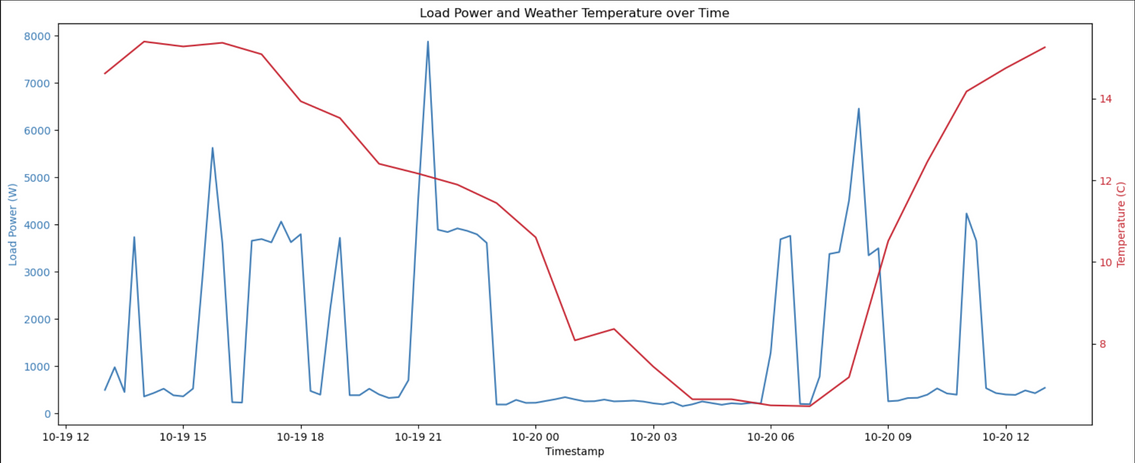 Load Power and Weather Temperature over Time
8000
7000
6000
5000
4000
3000
2000
1000
0
Load Power (W)
14
12
10
8
Temperature (C)
10-19 12 10-19 15 10-19 18 10-19 21 10-20 00 10-20 03 10-20 06 10-20 09 10-20 12
Timestamp